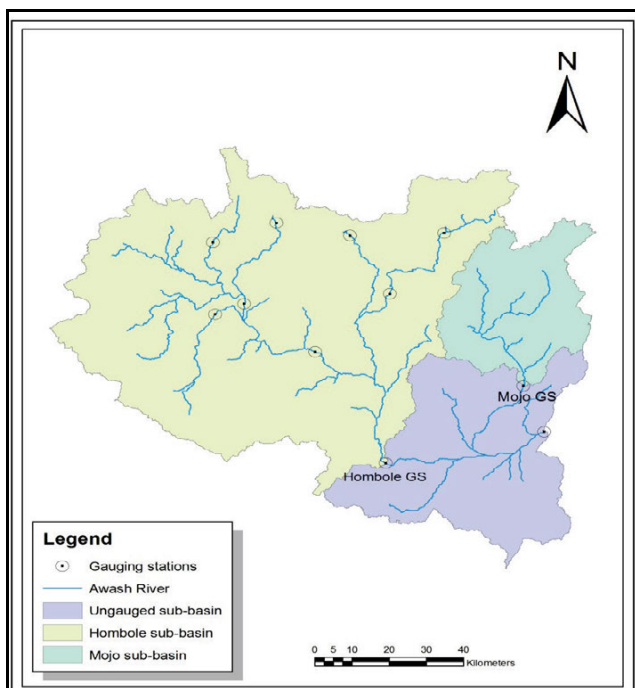 N
Mojo GS
Hombole GS
Legend
Gauging stations
Awash River
Ungauged sub-basin
Hombole sub-basin
Mojo sub-basin
0 5 10 20 30 40
Kilometers